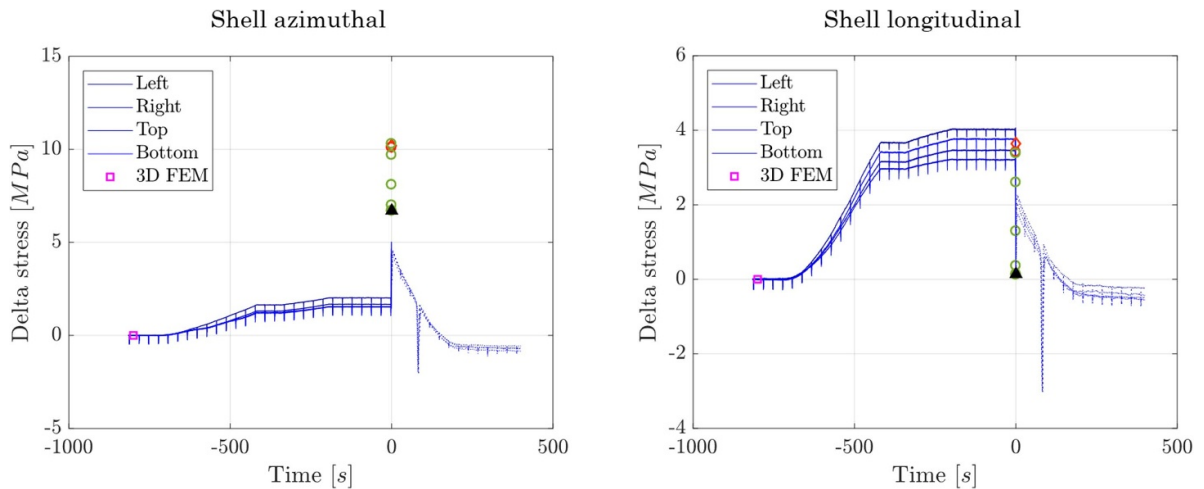 Shell azimuthal
Delta stress [MPa]
15
10
5
0
-5
Left
Right
Top
Bottom
3D FEM
-1000
-500
0
500
Time [s]
Shell longitudinal
Delta stress [MPa]
6
4
2
0
-2
-4
Left
Right
Top
Bottom
3D FEM
-1000
-500
0
500
Time [s]